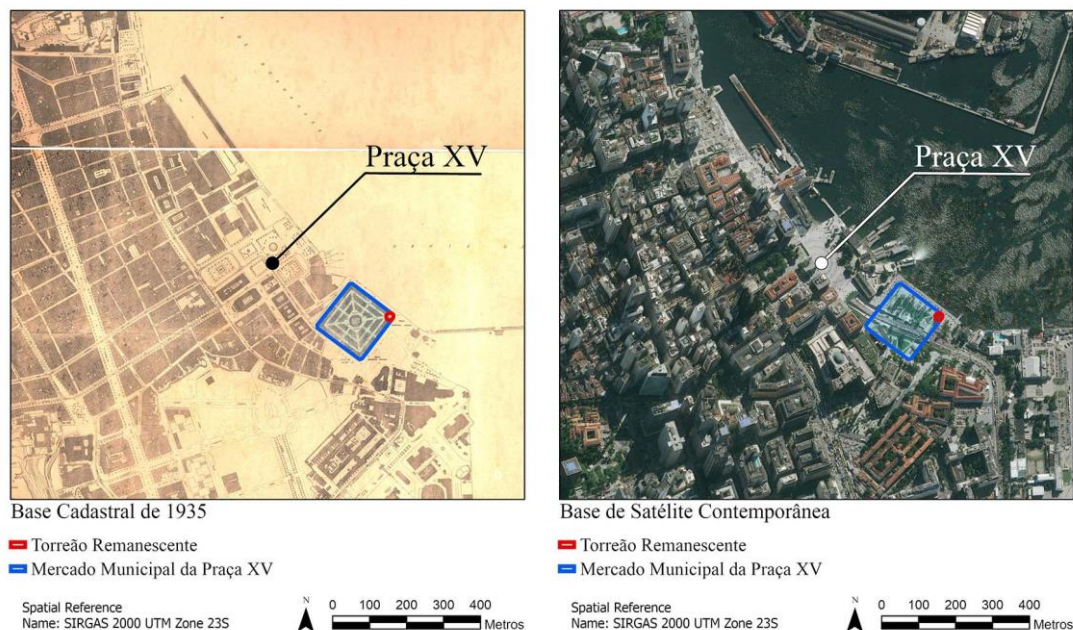 Praça XV
Base Cadastral de 1935
Torreão Remanescente
Mercado Municipal da Praça XV
Spatial Reference
Name: SIRGAS 2000 UTM Zone 23S
N
0 100 200 300 400
Metros
Praça XV
Base de Satélite Contemporânea
Torreão Remanescente
Mercado Municipal da Praça XV
Spatial Reference
Name: SIRGAS 2000 UTM Zone 23S
N
0 100 200 300 400
Metros